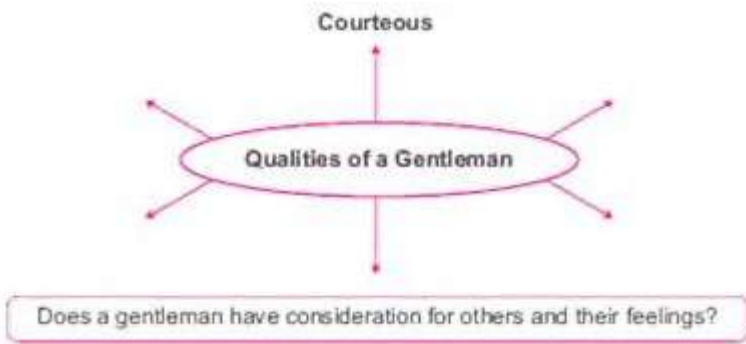 Courteous
Qualities of a Gentleman
Does a gentleman have consideration for others and their feelings?